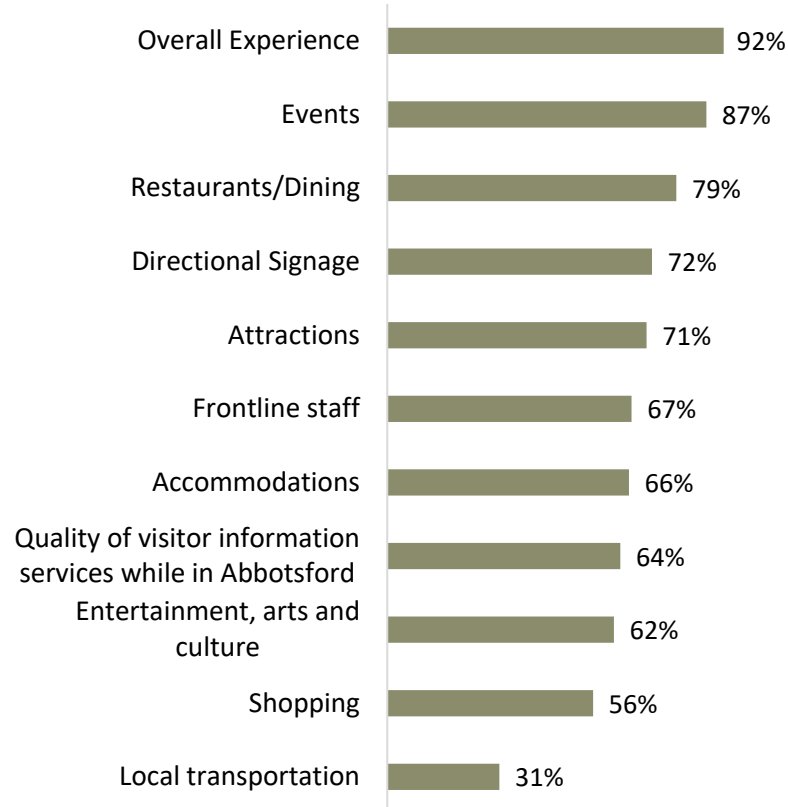 Overall Experience 92%
Events 87%
Restaurants/Dining 79%
Directional Signage 72%
Attractions 71%
Frontline staff 67%
Accommodations 66%
Quality of visitor information
services while in Abbotsford 64%
Entertainment, arts and
culture 62%
Shopping 56%
Local transportation 31%